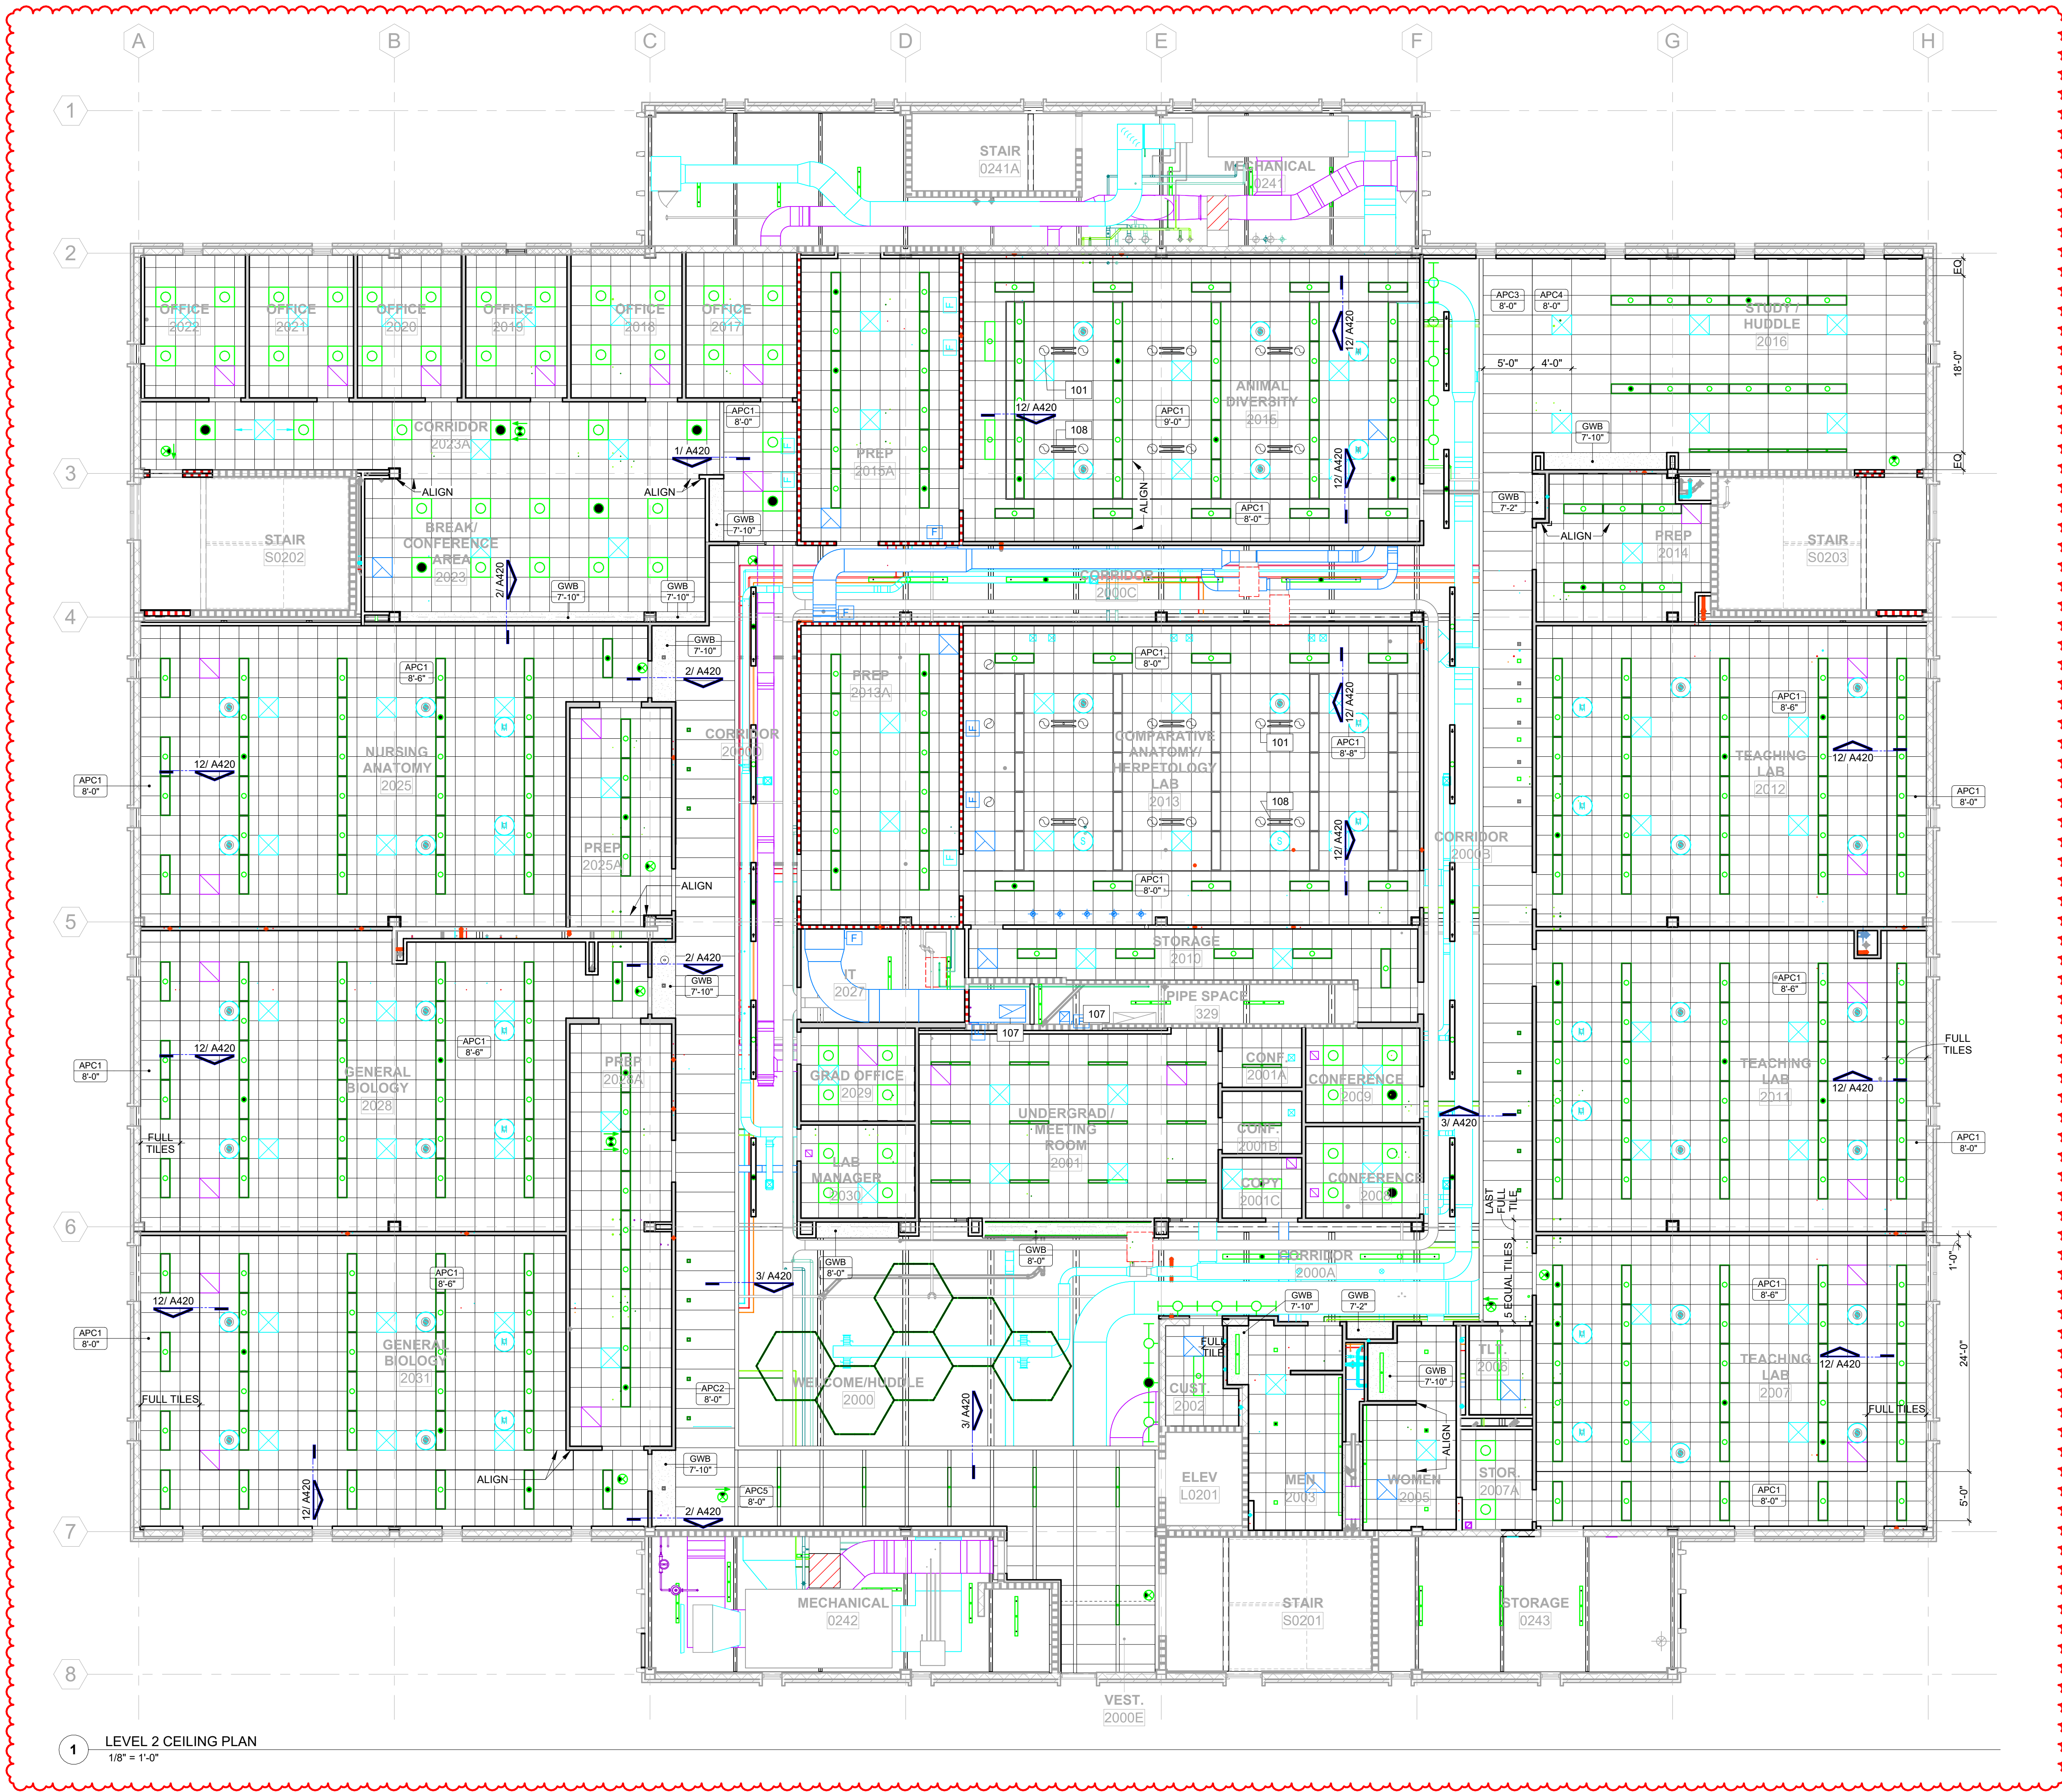 A
B
C
D
E
F
G
H
1
2
3
4
5
6
7
8
STAIR
0241A
MECHANICAL
0241
OFFICE
2022
OFFICE
2021
OFFICE
2020
OFFICE
2019
OFFICE
2018
OFFICE
2017
CORRIDOR
2023A
1/ A420
APC1
8'-0"
GWB
7'-10"
ALIGN
ALIGN
PREP
2015A
F
F
F
F
F
101
108
12/ A420
12/ A420
12/ A420
APC1
9'-0"
ANIMAL
DIVERSITY
2015
ALIGN
APC1
8'-0"
APC3
8'-0"
APC4
8'-0"
STUDY /
HUDDLE
2016
5'-0"
4'-0"
EQ
18'-0"
EQ
GWB
7'-10"
GWB
7'-2"
ALIGN
PREP
2014
STAIR
S0203
STAIR
S0202
BREAK/
CONFERENCE
AREA
2023
2/ A420
GWB
7'-10"
GWB
7'-10"
CORRIDOR
2000C
F
GWB
7'-10"
2/ A420
APC1
8'-6"
NURSING
ANATOMY
2025
12/ A420
APC1
8'-0"
PREP
2025A
ALIGN
CORRIDOR
2000D
PREP
2013A
F
F
F
APC1
8'-0"
12/ A420
COMPARATIVE
ANATOMY/
HERPETOLOGY
LAB
2013
101
108
S
S
APC1
8'-8"
12/ A420
APC1
8'-0"
CORRIDOR
2000B
APC1
8'-6"
TEACHING
LAB
2012
12/ A420
APC1
8'-0"
2/ A420
GWB
7'-10"
F
IT
2027
STORAGE
2010
PIPE SPACE
329
107
107
APC1
8'-6"
TEACHING
LAB
2011
12/ A420
FULL
TILES
APC1
8'-0"
12/ A420
APC1
8'-0"
APC1
8'-6"
GENERAL
BIOLOGY
2028
FULL
TILES
PREP
2028A
GRAD OFFICE
2029
LAB
MANAGER
2030
UNDERGRAD /
MEETING
ROOM
2001
CONF.
2001A
CONF.
2001B
COPY
2001C
CONFERENCE
2009
CONFERENCE
2008
3/ A420
LAST
FULL
TILE
5 EQUAL TILES
GWB
8'-0"
GWB
8'-0"
CORRIDOR
2000A
3/ A420
12/ A420
APC1
8'-0"
APC1
8'-6"
GENERAL
BIOLOGY
2031
FULL TILES
12/ A420
ALIGN
APC2
8'-0"
WELCOME/HUDDLE
2000
3/ A420
GWB
7'-10"
APC5
8'-0"
2/ A420
GWB
7'-10"
GWB
7'-2"
FULL
TILE
CUST.
2002
GWB
7'-10"
TLT.
2006
ALIGN
ELEV
L0201
MEN
2003
WOMEN
2005
STOR.
2007A
APC1
8'-6"
TEACHING
LAB
2007
12/ A420
FULL TILES
APC1
8'-0"
1'-0"
24'-0"
5'-0"
MECHANICAL
0242
STAIR
S0201
STORAGE
0243
VEST.
2000E
1
LEVEL 2 CEILING PLAN
1/8" = 1'-0"